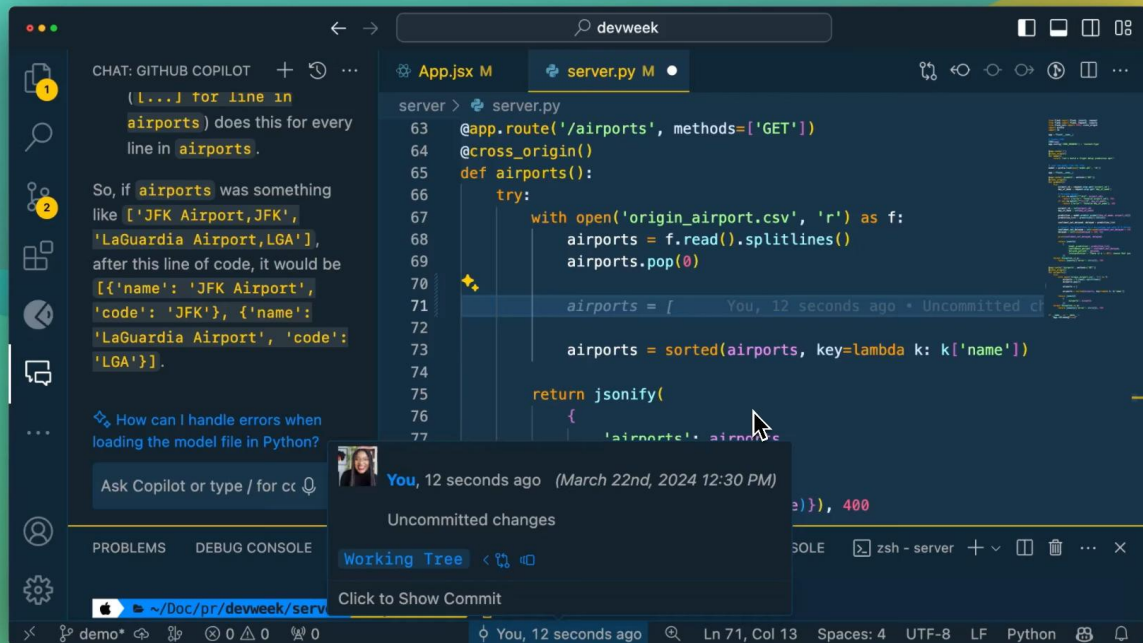 devweek
CHAT: GITHUB COPILOT
([...] for line in
airports) does this for every
line in airports.
So, if airports was something
like ['JFK Airport,JFK',
'LaGuardia Airport,LGA'],
after this line of code, it would be
[{'name': 'JFK Airport',
'code': 'JFK'}, {'name':
'LaGuardia Airport', 'code':
'LGA'}].
How can I handle errors when
loading the model file in Python?
Ask Copilot or type / for cc
1
2
App.jsx M
server.py M
server > server.py
63 @app.route('/airports', methods=['GET'])
64 @cross_origin()
65 def airports():
66 try:
67 with open('origin_airport.csv', 'r') as f:
68 airports = f.read().splitlines()
69 airports.pop(0)
70
71 airports = [ You, 12 seconds ago • Uncommitted ch
72
73 airports = sorted(airports, key=lambda k: k['name'])
74
75 return jsonify(
76 {
77 'airports': airports
e)}), 400
You, 12 seconds ago (March 22nd, 2024 12:30 PM)
Uncommitted changes
Working Tree
Click to Show Commit
PROBLEMS DEBUG CONSOLE
SOLE zsh - server
~/Doc/pr/devweek/serve
demo* 0 0 0 You, 12 seconds ago Ln 71, Col 13 Spaces: 4 UTF-8 LF Python